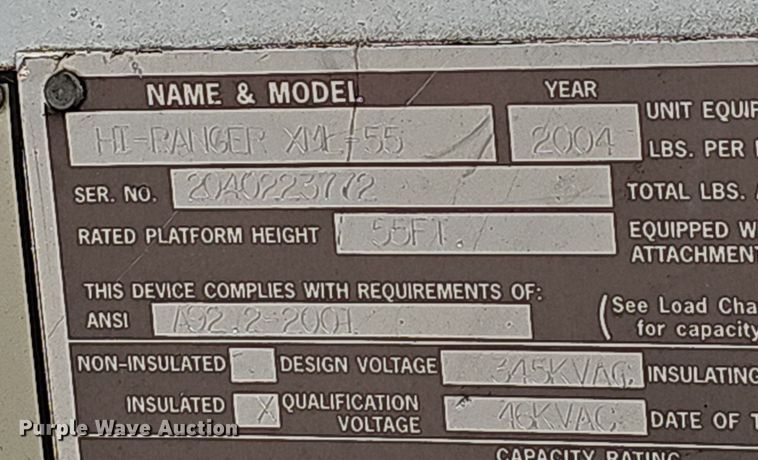 NAME & MODEL YEAR UNIT EQUIP
HI-RANGER XML-55 2004 LBS. PER
SER. NO. 20A0223772 TOTAL LBS.
RATED PLATFORM HEIGHT 55FT. EQUIPPED W
ATTACHMENT
THIS DEVICE COMPLIES WITH REQUIREMENTS OF:
ANSI A92.2-2001 (See Load Cha
for capacity
NON-INSULATED DESIGN VOLTAGE 345KVAC INSULATING
INSULATED X QUALIFICATION VOLTAGE 46KVAC DATE OF T
Purple Wave Auction
CAPACITY RATING